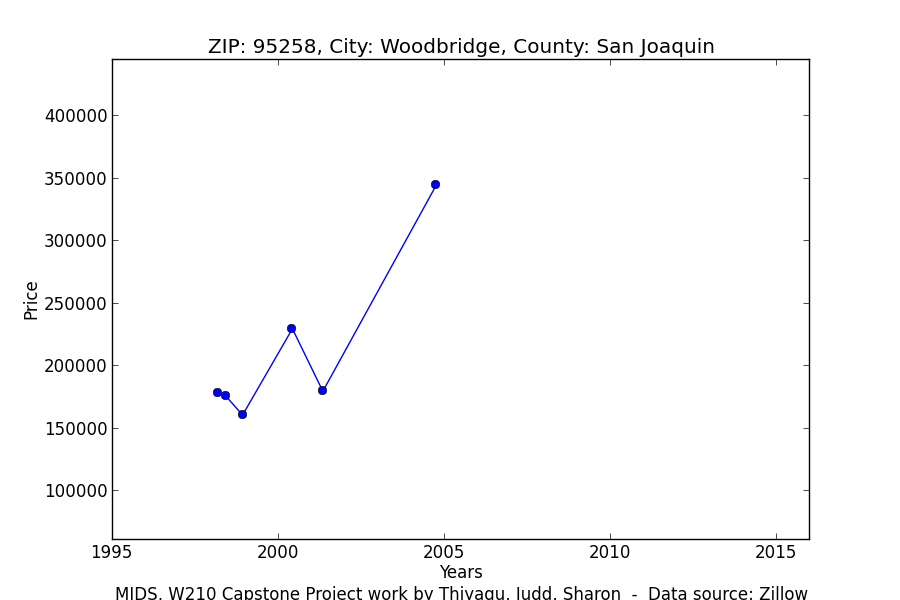 ZIP: 95258, City: Woodbridge, County: San Joaquin
400000
350000
300000
250000
200000
150000
100000
Price
1995 2000 2005 2010 2015
Years
MIDS, W210 Capstone Project work by Thiyagu, Judd, Sharon - Data source: Zillow